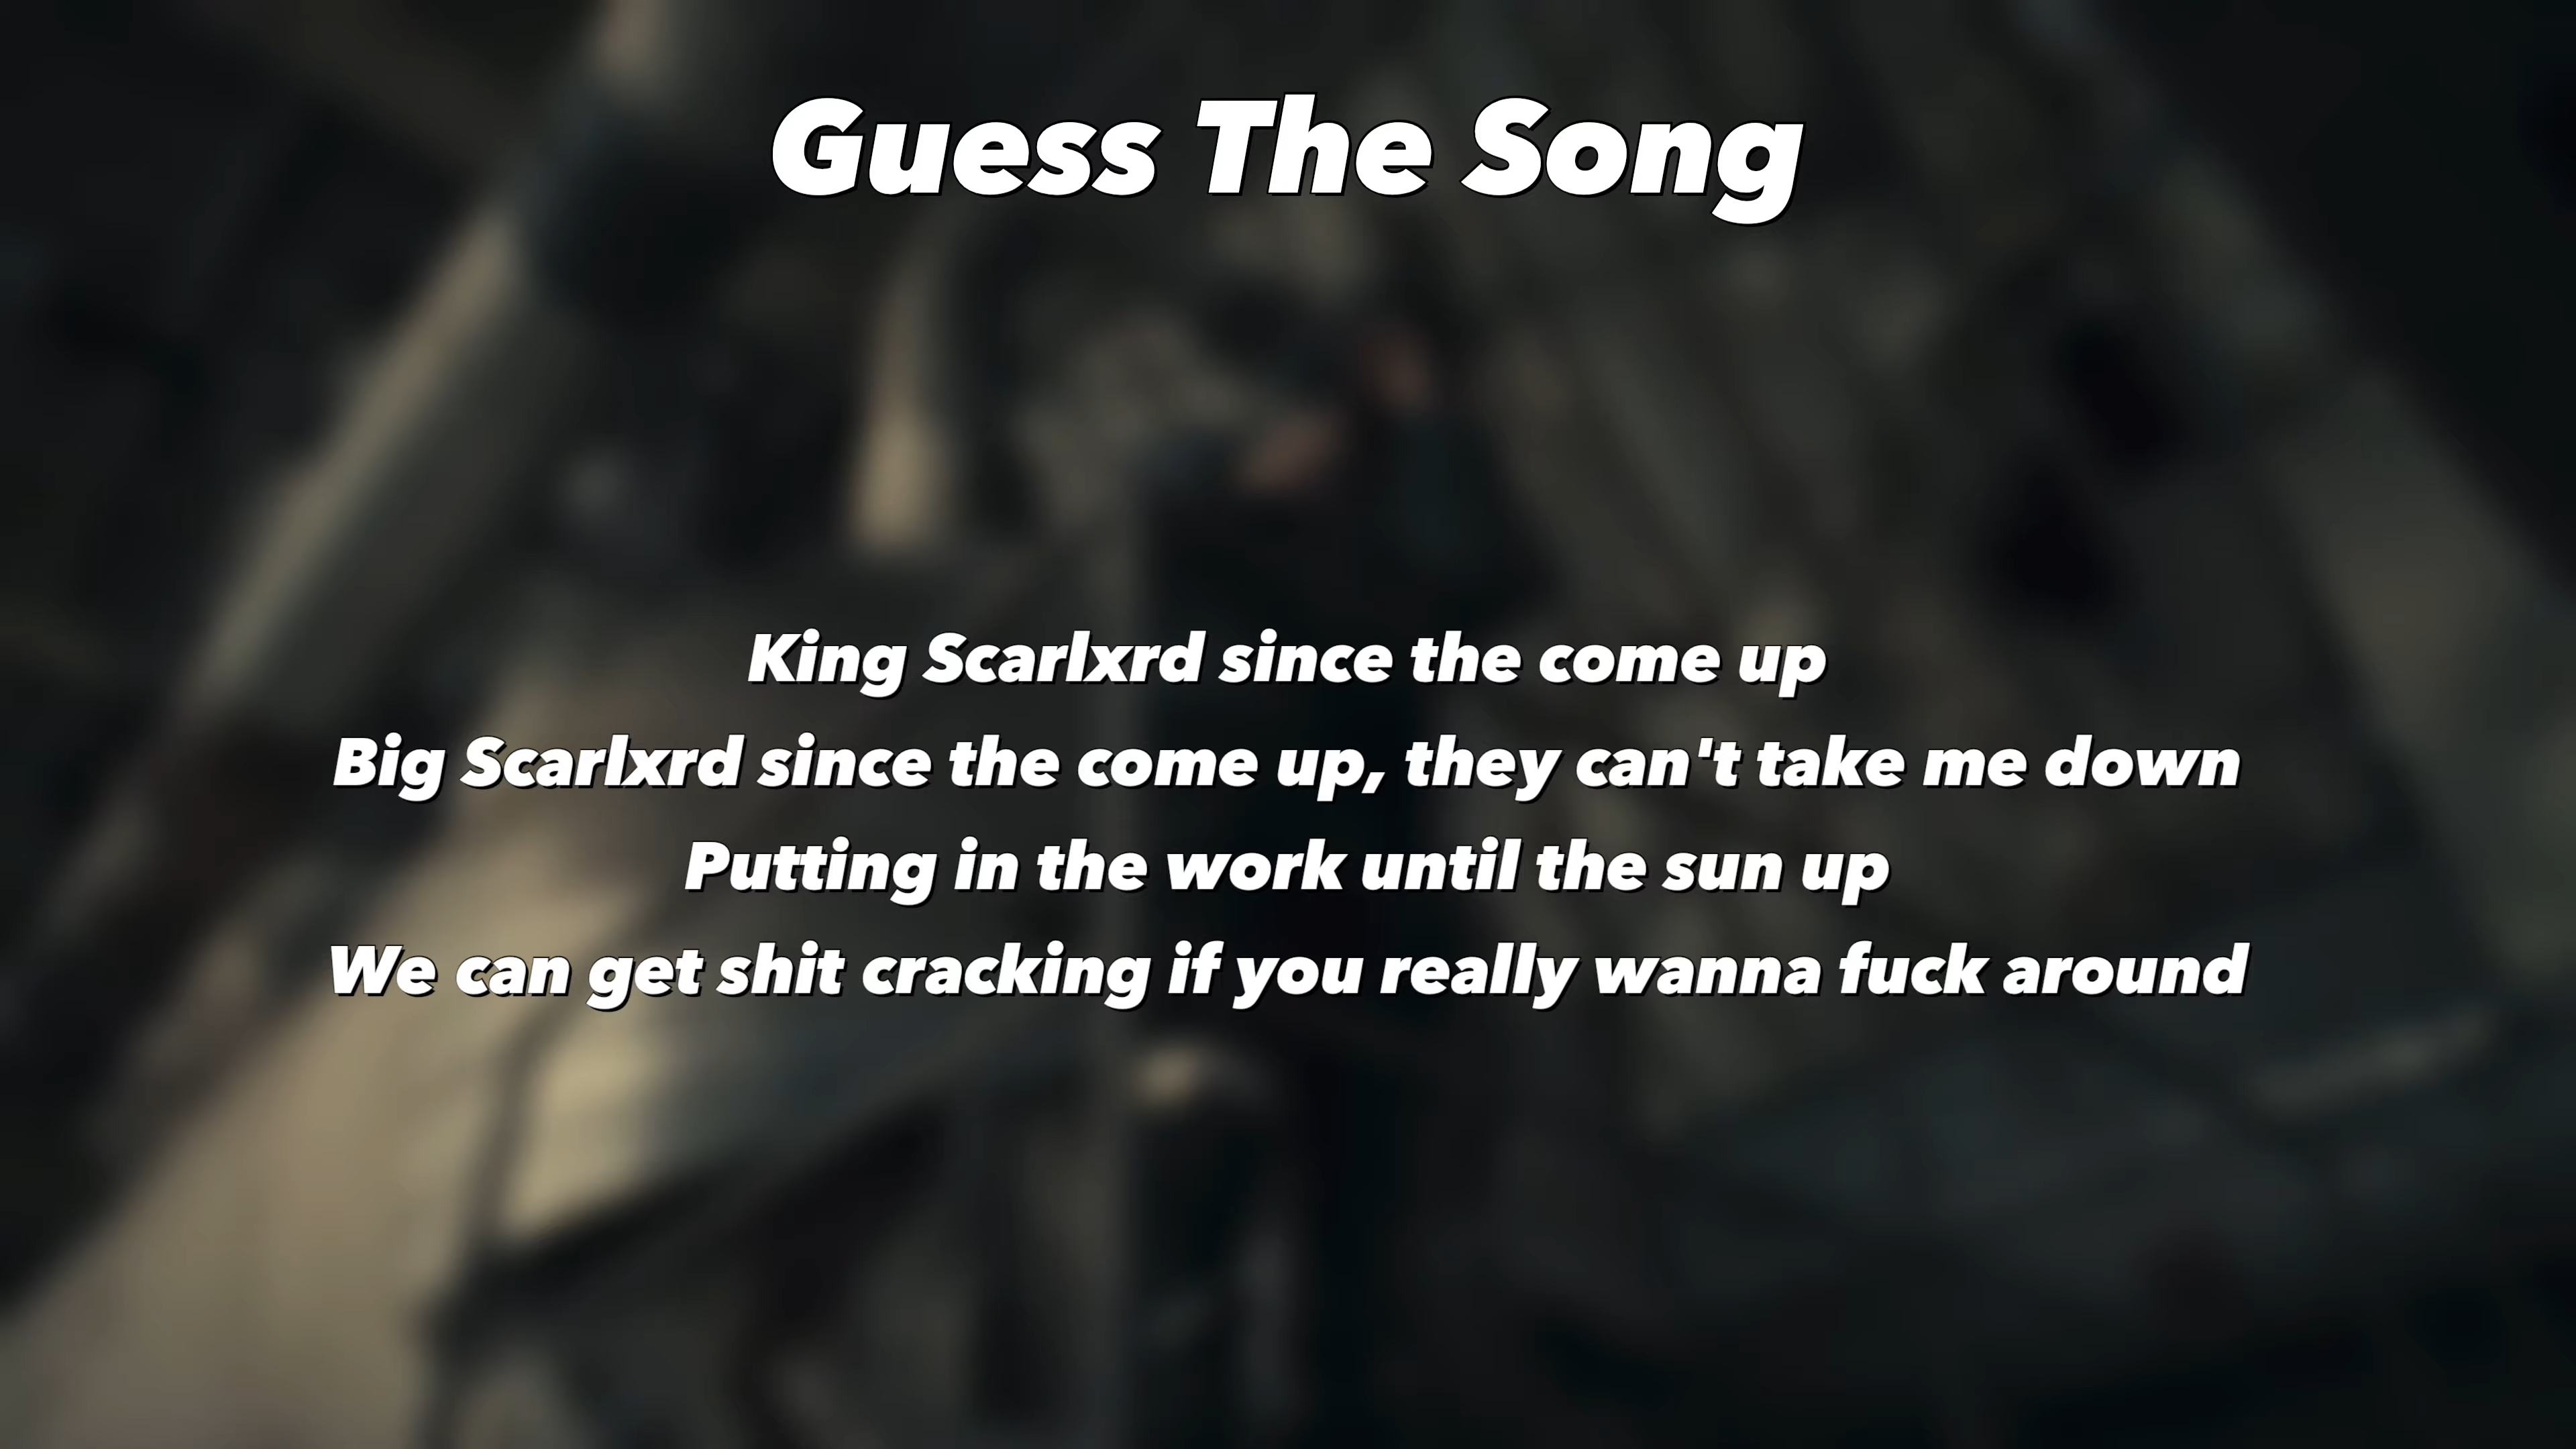 Guess The Song
King Scarlxrd since the come up
Big Scarlxrd since the come up, they can't take me down
Putting in the work until the sun up
We can get shit cracking if you really wanna fuck around